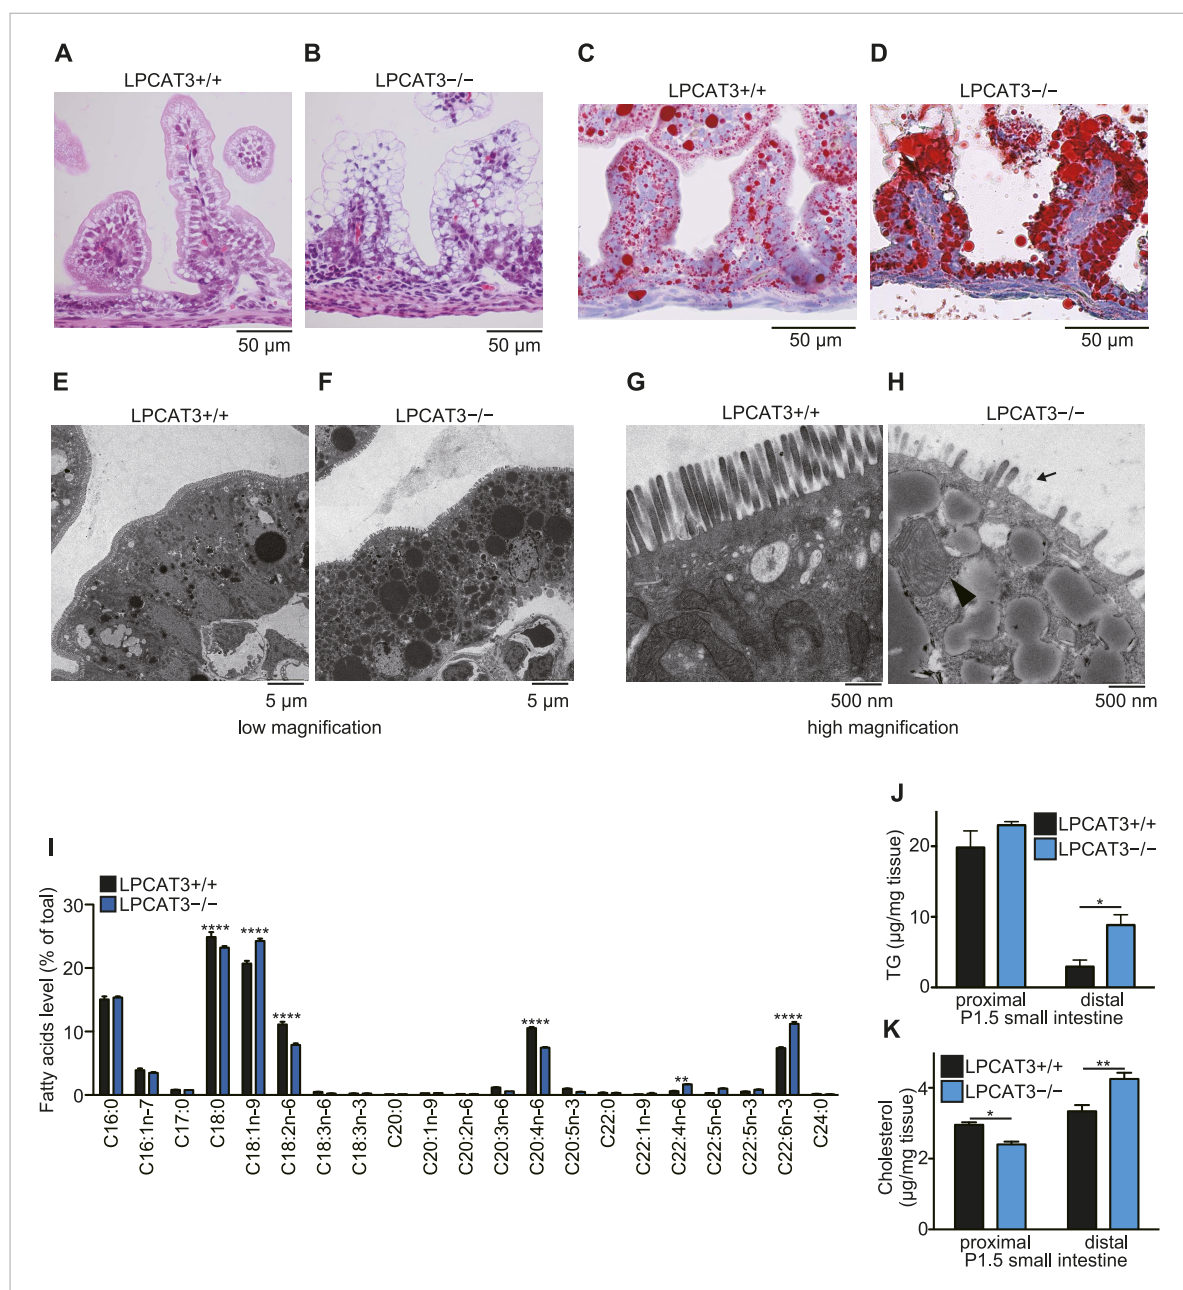 A
B
C
D
LPCAT3+/+
LPCAT3−/−
LPCAT3+/+
LPCAT3−/−
50 µm
50 µm
50 µm
50 µm
E
F
G
H
LPCAT3+/+
LPCAT3−/−
LPCAT3+/+
LPCAT3−/−
5 µm
5 µm
500 nm
500 nm
low magnification
high magnification
I
LPCAT3+/+
LPCAT3−/−
Fatty acids level (% of toal)
30
20
10
0
****
****
****
****
**
****
C16:0
C16:1n-7
C17:0
C18:0
C18:1n-9
C18:2n-6
C18:3n-6
C18:3n-3
C20:0
C20:1n-9
C20:2n-6
C20:3n-6
C20:4n-6
C20:5n-3
C22:0
C22:1n-9
C22:4n-6
C22:5n-6
C22:5n-3
C22:6n-3
C24:0
J
LPCAT3+/+
LPCAT3−/−
TG (µg/mg tissue)
20
10
0
*
proximal
distal
P1.5 small intestine
K
LPCAT3+/+
LPCAT3−/−
Cholesterol
(µg/mg tissue)
4
22
0
*
**
proximal
distal
P1.5 small intestine